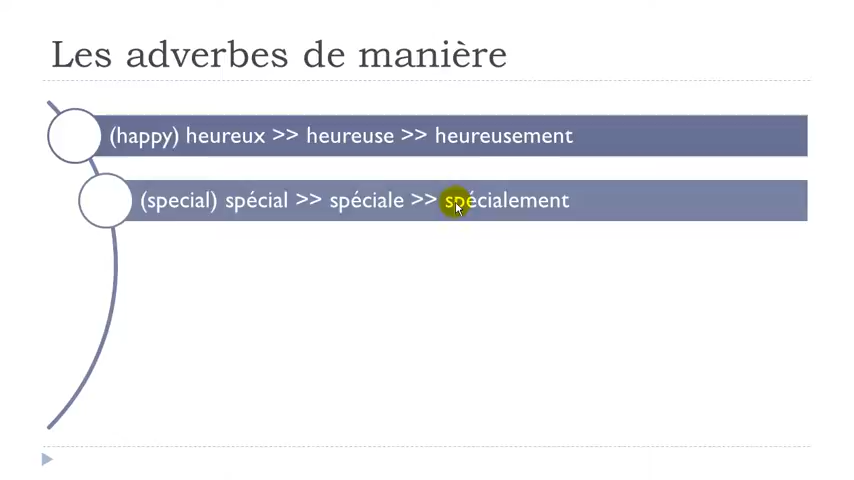 Les adverbes de manière
(happy) heureux >> heureuse >> heureusement
(special) spécial >> spéciale >> spécialement